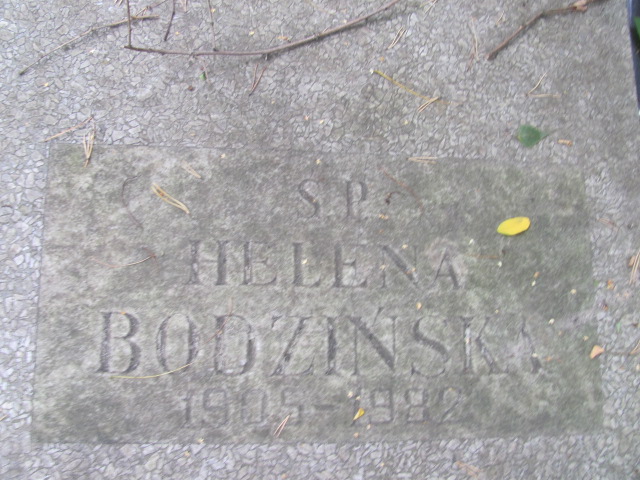 S.P.
HELENA
BODZIŃSKA
1905-1982